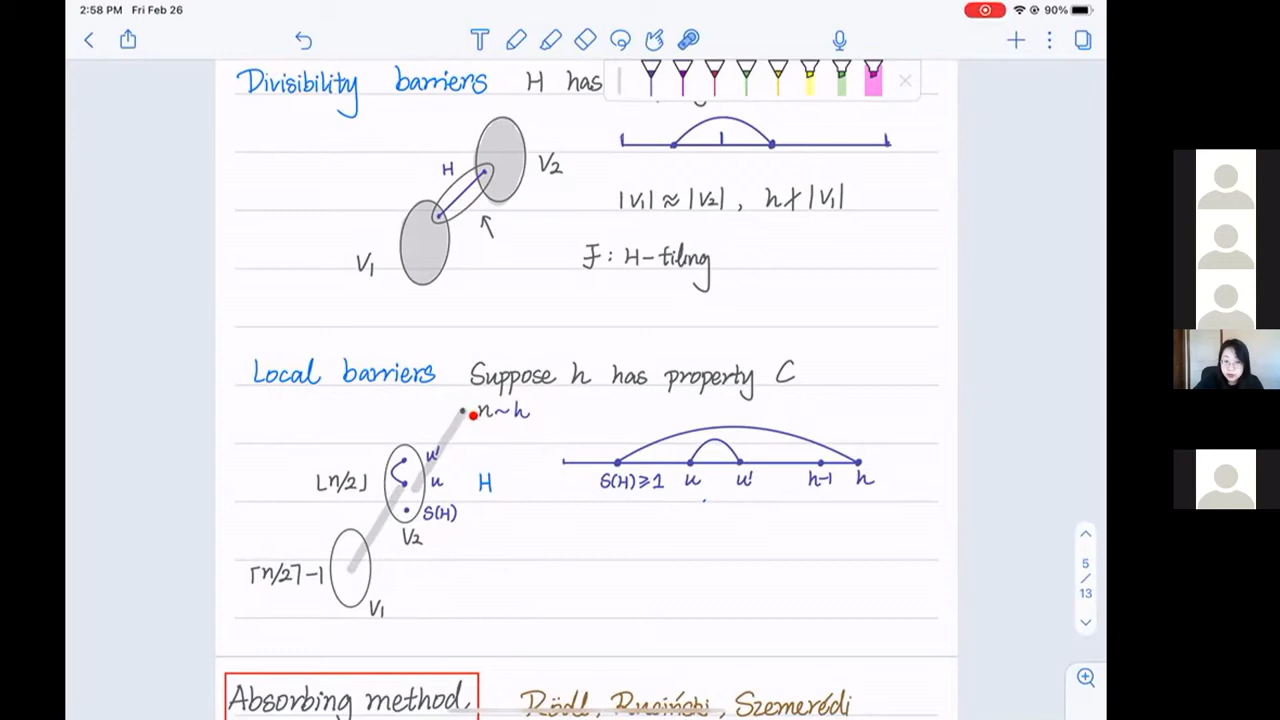 2:58 PM Fri Feb 26
90%
Divisibility barriers H has
H
V2
V1
|V1| ≈ |V2| , h ∤ |V1|
F : H-tiling
Local barriers Suppose h has property C
n ~ h
u'
⌊n/2⌋
u
H
S(H)
V2
⌈n/2⌉-1
V1
S(H) ≥ 1 u u' h-1 h
5
/
13
Absorbing method, Rödl, Ruciński, Szemerédi